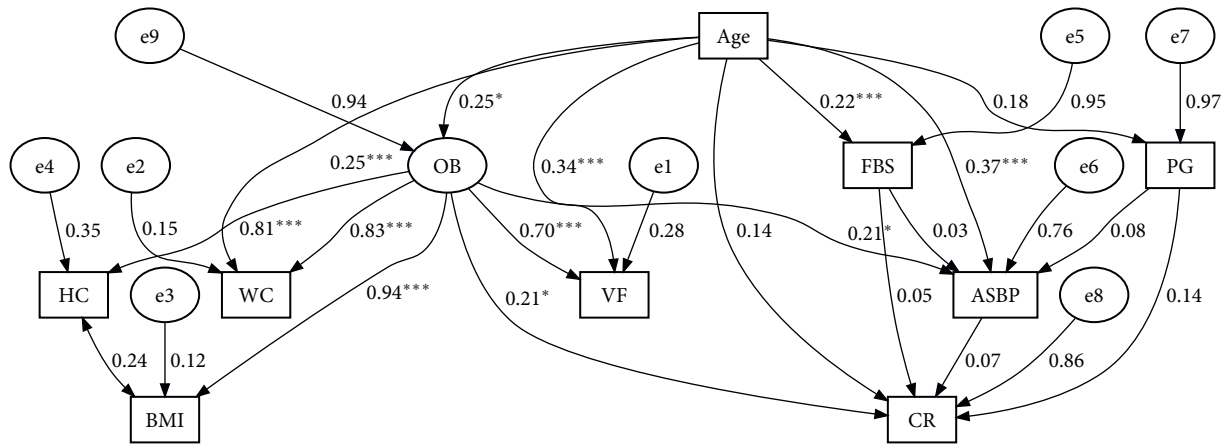 e9
Age
e5
e7
0.94
0.25*
0.22***
0.18
0.95
0.97
e4
e2
0.25***
OB
0.34***
e1
FBS
0.37***
e6
PG
0.35
0.15
0.81***
0.83***
0.70***
0.28
0.14
0.21*
0.03
0.76
0.08
HC
e3
WC
0.94***
VF
0.21*
0.05
ASBP
e8
0.14
0.24
0.12
0.07
0.86
BMI
CR